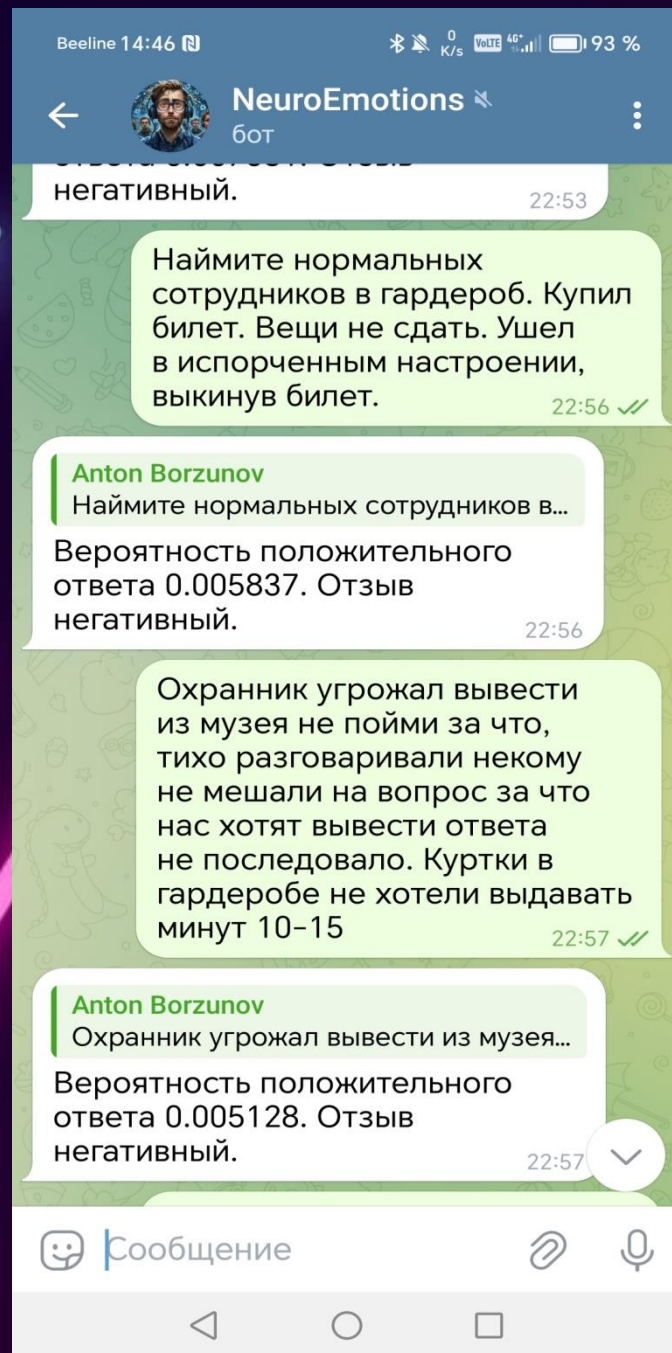 Beeline 14:46
0 K/s VoLTE 4G+ 93 %
NeuroEmotions
бот
негативный.
22:53
Наймите нормальных
сотрудников в гардероб. Купил
билет. Вещи не сдать. Ушел
в испорченным настроении,
выкинув билет.
22:56
Anton Borzunov
Наймите нормальных сотрудников в...
Вероятность положительного
ответа 0.005837. Отзыв
негативный.
22:56
Охранник угрожал вывести
из музея не пойми за что,
тихо разговаривали некому
не мешали на вопрос за что
нас хотят вывести ответа
не последовало. Куртки в
гардеробе не хотели выдавать
минут 10-15
22:57
Anton Borzunov
Охранник угрожал вывести из музея...
Вероятность положительного
ответа 0.005128. Отзыв
негативный.
22:57
Сообщение